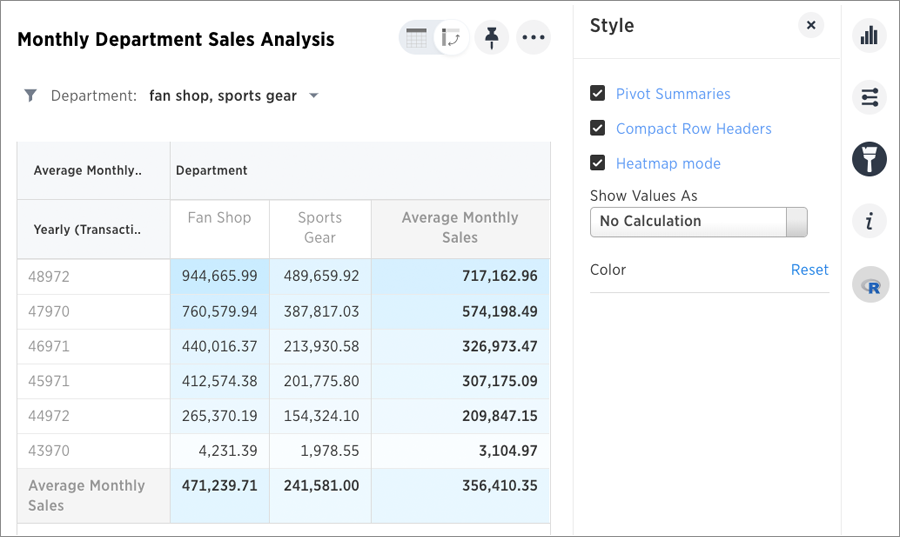 Monthly Department Sales Analysis
Department: fan shop, sports gear
Average Monthly.. Department
Yearly (Transacti.. Fan Shop Sports Gear Average Monthly Sales
48972 944,665.99 489,659.92 717,162.96
47970 760,579.94 387,817.03 574,198.49
46971 440,016.37 213,930.58 326,973.47
45971 412,574.38 201,775.80 307,175.09
44972 265,370.19 154,324.10 209,847.15
43970 4,231.39 1,978.55 3,104.97
Average Monthly Sales 471,239.71 241,581.00 356,410.35
Style
Pivot Summaries
Compact Row Headers
Heatmap mode
Show Values As
No Calculation
Color Reset
i
R